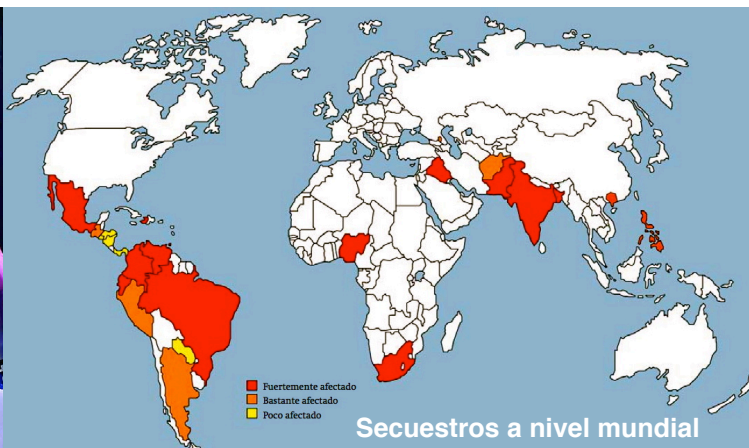 Fuertemente afectado
Bastante afectado
Poco afectado
Secuestros a nivel mundial